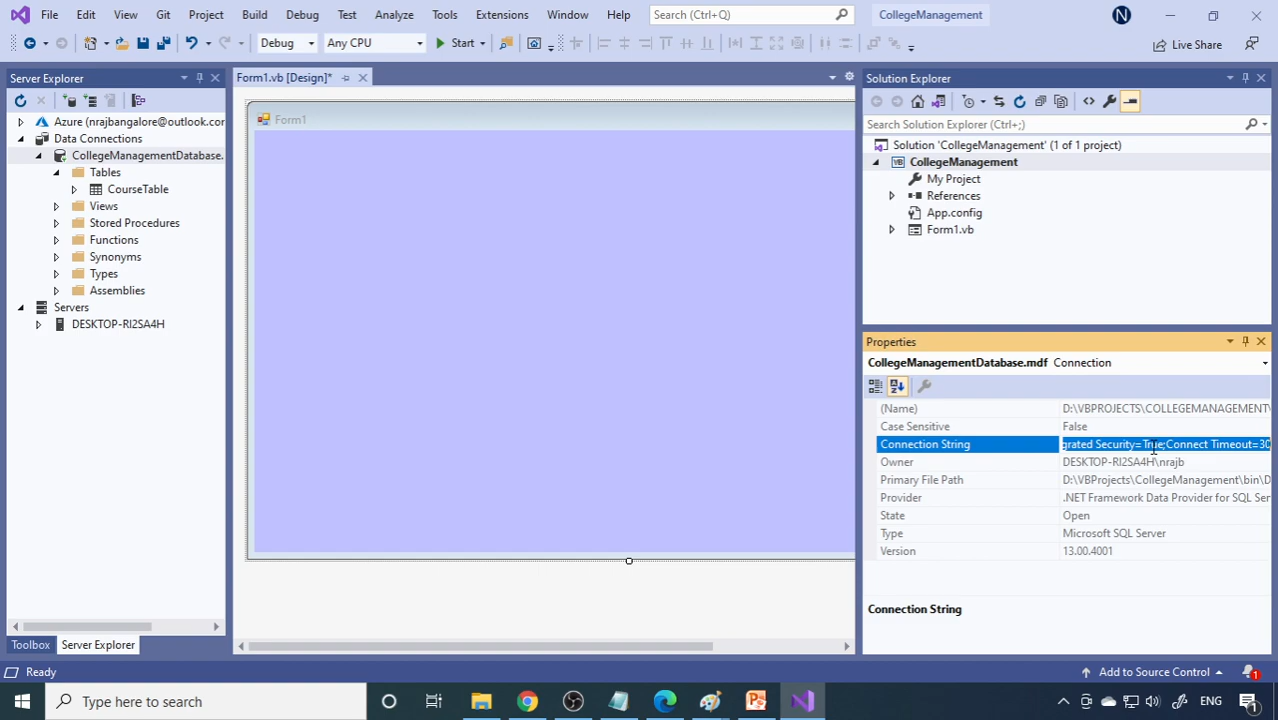 File Edit View Git Project Build Debug Test Analyze Tools Extensions Window Help Search (Ctrl+Q) CollegeManagement N
Debug Any CPU Start Live Share
Server Explorer
Azure (nrajbangalore@outlook.cor
Data Connections
CollegeManagementDatabase.
Tables
CourseTable
Views
Stored Procedures
Functions
Synonyms
Types
Assemblies
Servers
DESKTOP-RI2SA4H
Toolbox Server Explorer
Form1.vb [Design]*
Form1
Solution Explorer
Search Solution Explorer (Ctrl+;)
Solution 'CollegeManagement' (1 of 1 project)
VB CollegeManagement
My Project
References
App.config
Form1.vb
Properties
CollegeManagementDatabase.mdf Connection
(Name) D:\VBPROJECTS\COLLEGEMANAGEMENT\
Case Sensitive False
Connection String grated Security=True;Connect Timeout=30
Owner DESKTOP-RI2SA4H\nrajb
Primary File Path D:\VBProjects\CollegeManagement\bin\D
Provider .NET Framework Data Provider for SQL Ser
State Open
Type Microsoft SQL Server
Version 13.00.4001
Connection String
Ready Add to Source Control 1
Type here to search ENG 1